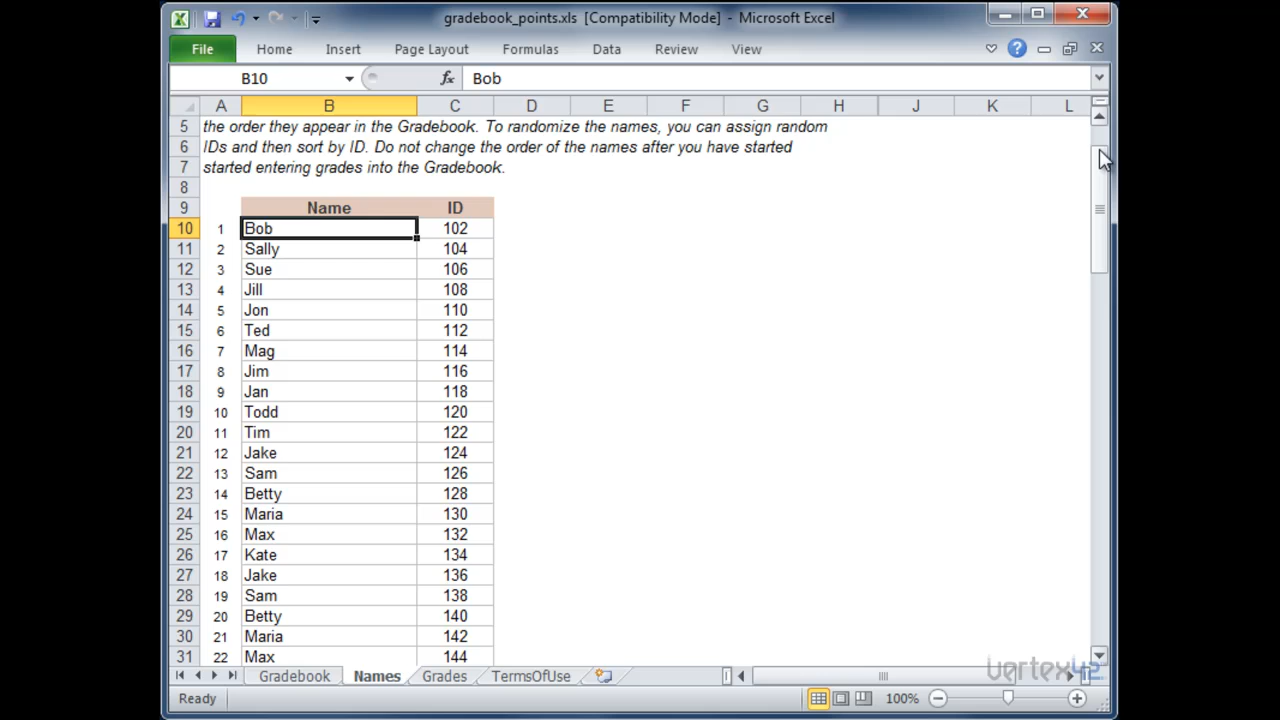 gradebook_points.xls [Compatibility Mode] - Microsoft Excel
File Home Insert Page Layout Formulas Data Review View
B10 fx Bob
A B C D E F G H J K L
5 the order they appear in the Gradebook. To randomize the names, you can assign random
6 IDs and then sort by ID. Do not change the order of the names after you have started
7 started entering grades into the Gradebook.
8
9 Name ID
10 1 Bob 102
11 2 Sally 104
12 3 Sue 106
13 4 Jill 108
14 5 Jon 110
15 6 Ted 112
16 7 Mag 114
17 8 Jim 116
18 9 Jan 118
19 10 Todd 120
20 11 Tim 122
21 12 Jake 124
22 13 Sam 126
23 14 Betty 128
24 15 Maria 130
25 16 Max 132
26 17 Kate 134
27 18 Jake 136
28 19 Sam 138
29 20 Betty 140
30 21 Maria 142
31 22 Max 144
vertex42
Gradebook Names Grades TermsOfUse
Ready 100%